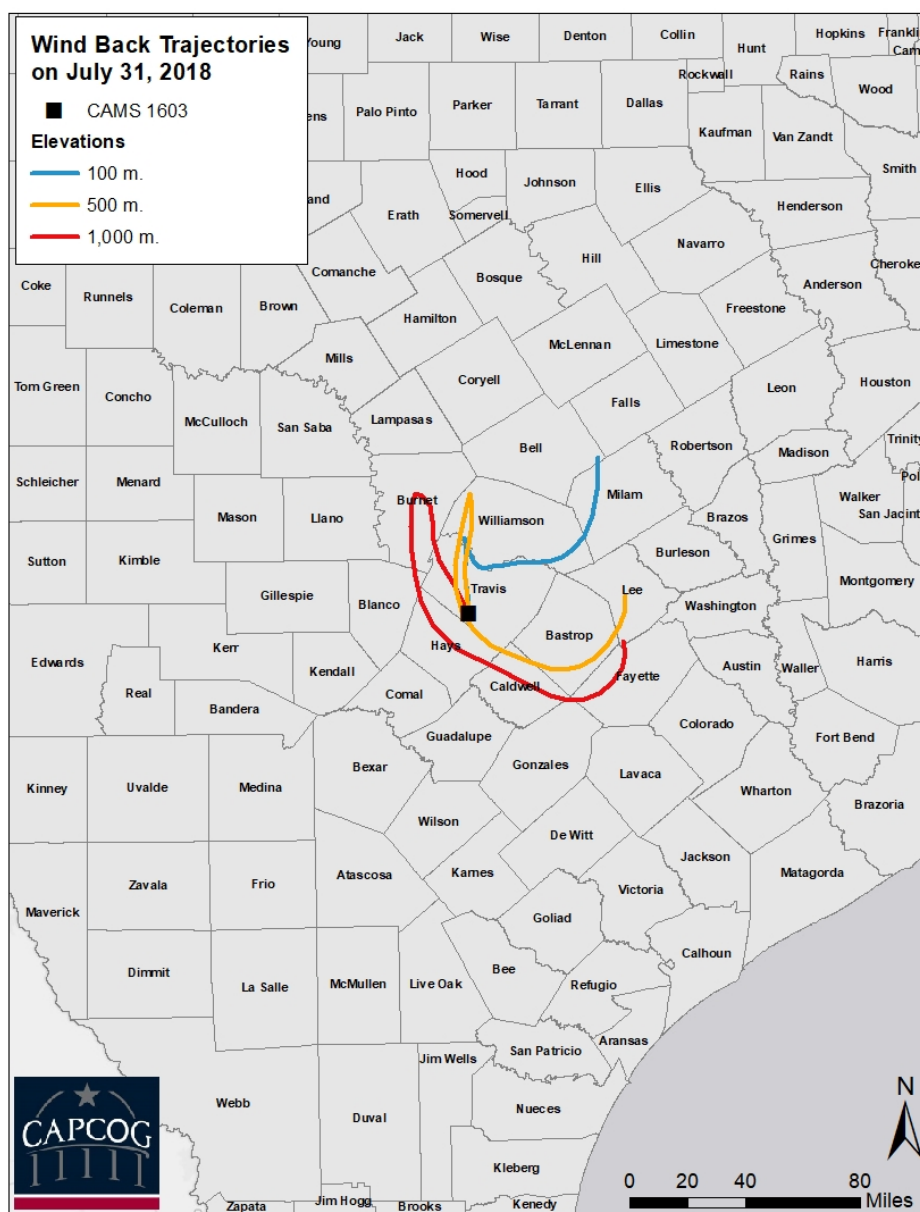 Wind Back Trajectories
on July 31, 2018
CAMS 1603
Elevations
100 m.
500 m.
1,000 m.
Young
Jack
Wise
Denton
Collin
Hunt
Hopkins
Rockwall
Rains
Wood
Palo Pinto
Parker
Tarrant
Dallas
Kaufman
Van Zandt
Smith
Hood
Johnson
Ellis
Henderson
Erath
Somervell
Navarro
Comanche
Bosque
Hill
Anderson
Coke
Runnels
Coleman
Brown
Hamilton
Freestone
Mills
McLennan
Limestone
Tom Green
Concho
McCulloch
San Saba
Lampasas
Coryell
Falls
Leon
Houston
Bell
Robertson
Madison
Schleicher
Menard
Mason
Llano
Burnet
Williamson
Milam
Brazos
Walker
San Jacint
Trinity
Grimes
Sutton
Kimble
Burleson
Montgomery
Gillespie
Blanco
Travis
Lee
Washington
Edwards
Kerr
Kendall
Hays
Bastrop
Austin
Waller
Harris
Real
Bandera
Comal
Caldwell
Fayette
Colorado
Guadalupe
Fort Bend
Kinney
Uvalde
Medina
Bexar
Gonzales
Lavaca
Wharton
Brazoria
Wilson
De Witt
Maverick
Zavala
Frio
Atascosa
Karnes
Jackson
Matagorda
Victoria
Goliad
Calhoun
Dimmit
La Salle
McMullen
Live Oak
Bee
Refugio
Aransas
Jim Wells
San Patricio
Webb
Duval
Nueces
Kleberg
Zapata
Jim Hogg
Brooks
Kenedy
CAPCOG
N
0 20 40 80
Miles